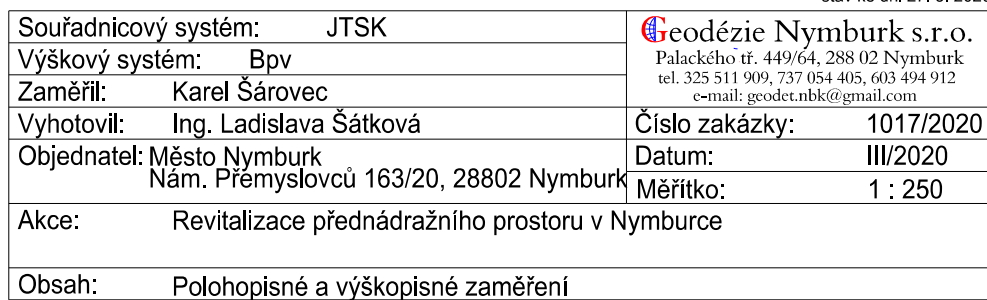 Souřadnicový systém: JTSK
Výškový systém: Bpv
Zaměřil: Karel Šárovec
Vyhotovil: Ing. Ladislava Šátková
Objednatel: Město Nymburk
Nám. Přemyslovců 163/20, 28802 Nymburk
Geodézie Nymburk s.r.o.
Palackého tř. 449/64, 288 02 Nymburk
tel. 325 511 909, 737 054 405, 603 494 912
e-mail: geodet.nbk@gmail.com
Číslo zakázky: 1017/2020
Datum: III/2020
Měřítko: 1 : 250
Akce: Revitalizace přednádražního prostoru v Nymburce
Obsah: Polohopisné a výškopisné zaměření